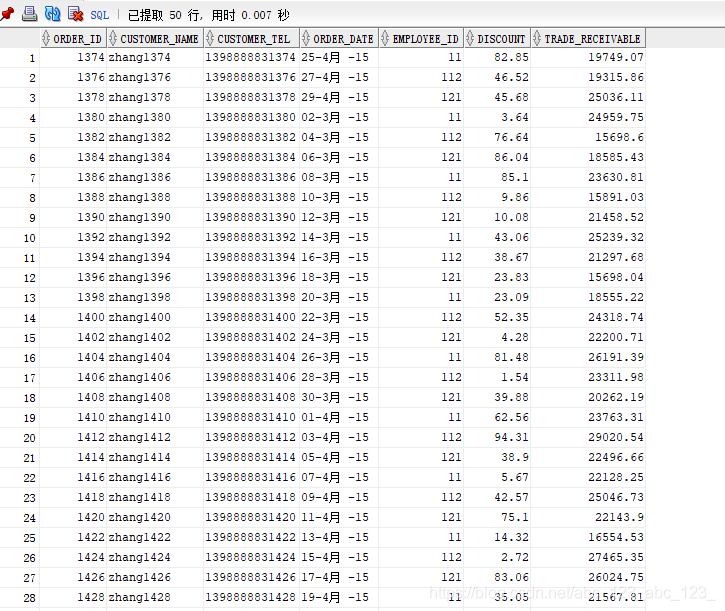 SQL | 已提取 50 行, 用时 0.007 秒
ORDER_ID CUSTOMER_NAME CUSTOMER_TEL ORDER_DATE EMPLOYEE_ID DISCOUNT TRADE_RECEIVABLE
1 1374 zhang1374 1398888831374 25-4月 -15 11 82.85 19749.07
2 1376 zhang1376 1398888831376 27-4月 -15 112 46.52 19315.86
3 1378 zhang1378 1398888831378 29-4月 -15 121 45.68 25036.11
4 1380 zhang1380 1398888831380 02-3月 -15 11 3.64 24959.75
5 1382 zhang1382 1398888831382 04-3月 -15 112 76.64 15698.6
6 1384 zhang1384 1398888831384 06-3月 -15 121 86.04 18585.43
7 1386 zhang1386 1398888831386 08-3月 -15 11 85.1 23630.81
8 1388 zhang1388 1398888831388 10-3月 -15 112 9.86 15891.03
9 1390 zhang1390 1398888831390 12-3月 -15 121 10.08 21458.52
10 1392 zhang1392 1398888831392 14-3月 -15 11 43.06 25239.32
11 1394 zhang1394 1398888831394 16-3月 -15 112 38.67 21297.68
12 1396 zhang1396 1398888831396 18-3月 -15 121 23.83 15698.04
13 1398 zhang1398 1398888831398 20-3月 -15 11 23.09 18555.22
14 1400 zhang1400 1398888831400 22-3月 -15 112 52.35 24318.74
15 1402 zhang1402 1398888831402 24-3月 -15 121 4.28 22200.71
16 1404 zhang1404 1398888831404 26-3月 -15 11 81.48 26191.39
17 1406 zhang1406 1398888831406 28-3月 -15 112 1.54 23311.98
18 1408 zhang1408 1398888831408 30-3月 -15 121 39.88 20262.19
19 1410 zhang1410 1398888831410 01-4月 -15 11 62.56 23763.31
20 1412 zhang1412 1398888831412 03-4月 -15 112 94.31 29020.54
21 1414 zhang1414 1398888831414 05-4月 -15 121 38.9 22496.66
22 1416 zhang1416 1398888831416 07-4月 -15 11 5.67 22128.25
23 1418 zhang1418 1398888831418 09-4月 -15 112 42.57 25046.73
24 1420 zhang1420 1398888831420 11-4月 -15 121 75.1 22143.9
25 1422 zhang1422 1398888831422 13-4月 -15 11 14.32 16554.53
26 1424 zhang1424 1398888831424 15-4月 -15 112 2.72 27465.35
27 1426 zhang1426 1398888831426 17-4月 -15 121 83.06 26024.75
28 1428 zhang1428 1398888831428 19-4月 -15 11 35.05 21567.81